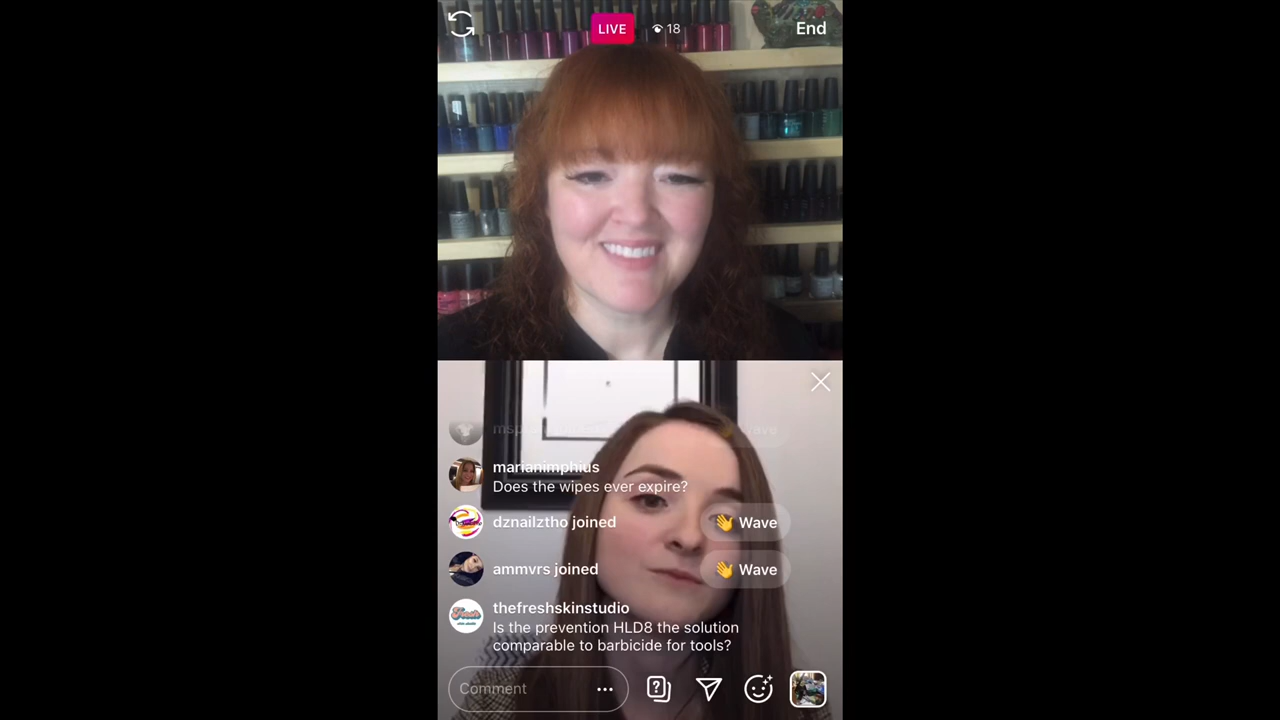 LIVE
18
End
marianimphius
Does the wipes ever expire?
dznailztho joined
Wave
ammvrs joined
Wave
thefreshskinstudio
Is the prevention HLD8 the solution
comparable to barbicide for tools?
Comment